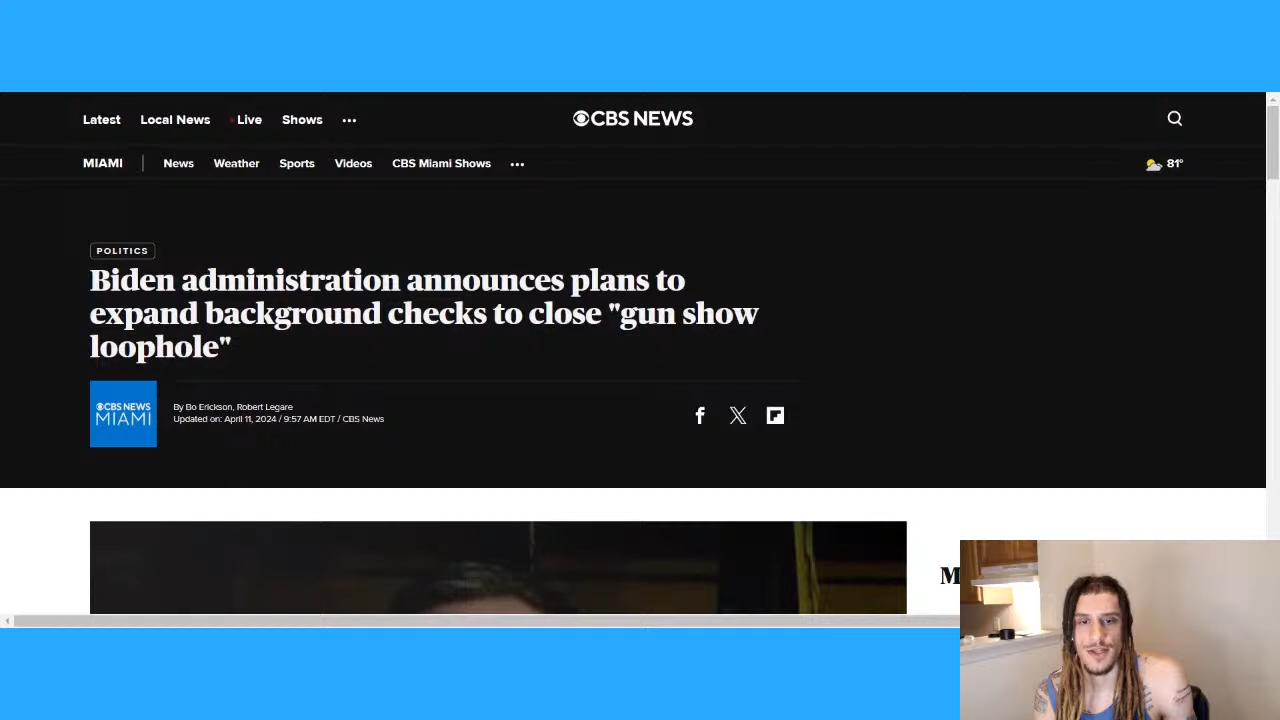 Latest Local News Live Shows
CBS NEWS
MIAMI News Weather Sports Videos CBS Miami Shows
81°
POLITICS
Biden administration announces plans to
expand background checks to close "gun show
loophole"
CBS NEWS
MIAMI
By Bo Erickson, Robert Legare
Updated on: April 11, 2024 / 9:57 AM EDT / CBS News
M